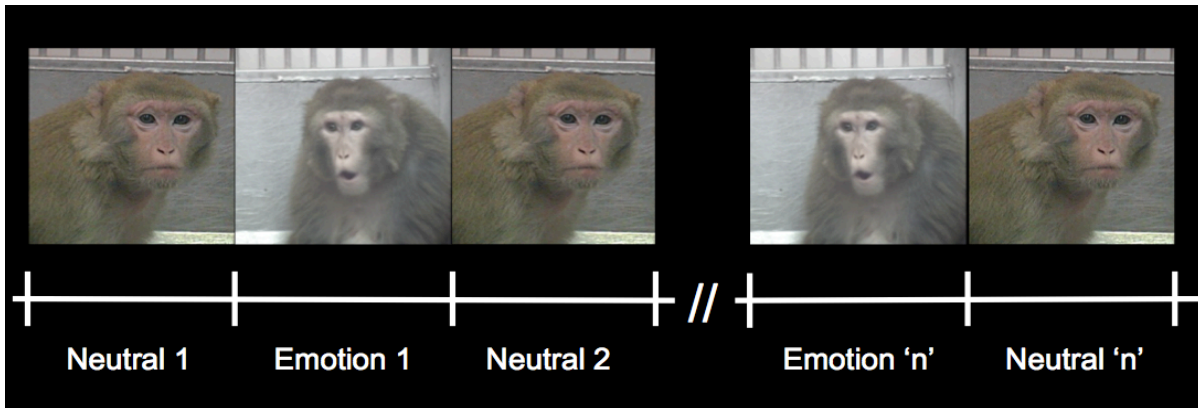 //
Neutral 1 Emotion 1 Neutral 2 Emotion ‘n’ Neutral ‘n’